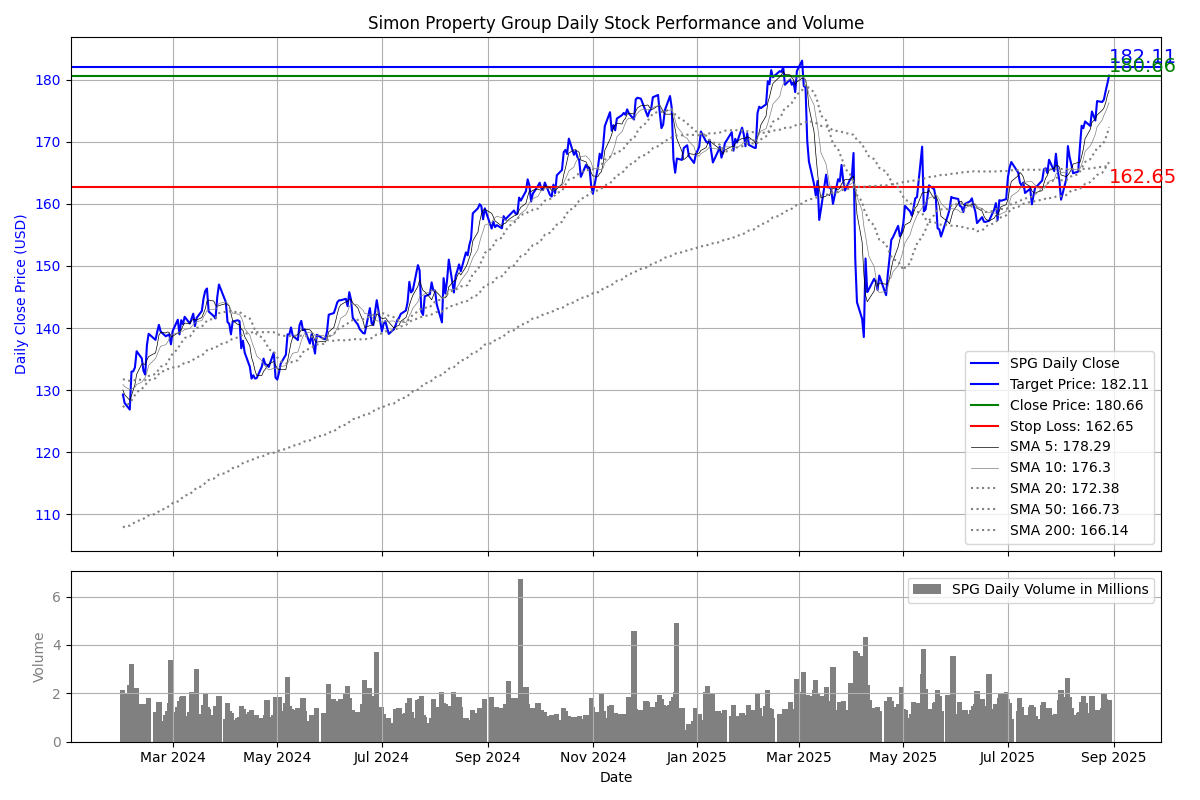 Simon Property Group Daily Stock Performance and Volume
Daily Close Price (USD)
180
170
160
150
140
130
120
110
182.11
180.66
162.65
SPG Daily Close
Target Price: 182.11
Close Price: 180.66
Stop Loss: 162.65
SMA 5: 178.29
SMA 10: 176.3
SMA 20: 172.38
SMA 50: 166.73
SMA 200: 166.14
Volume
6
4
2
0
SPG Daily Volume in Millions
Mar 2024
May 2024
Jul 2024
Sep 2024
Nov 2024
Jan 2025
Mar 2025
May 2025
Jul 2025
Sep 2025
Date